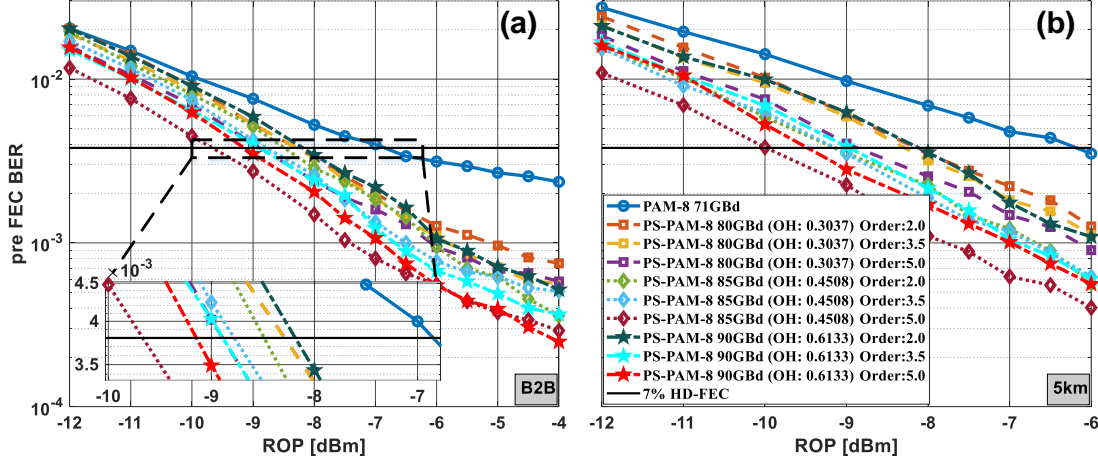 (a)
(b)
pre FEC BER
10^-2
10^-3
10^-4
× 10^-3
4.5
4
3.5
-10
-9
-8
-7
B2B
-12 -11 -10 -9 -8 -7 -6 -5 -4
ROP [dBm]
PAM-8 71GBd
PS-PAM-8 80GBd (OH: 0.3037) Order:2.0
PS-PAM-8 80GBd (OH: 0.3037) Order:3.5
PS-PAM-8 80GBd (OH: 0.3037) Order:5.0
PS-PAM-8 85GBd (OH: 0.4508) Order:2.0
PS-PAM-8 85GBd (OH: 0.4508) Order:3.5
PS-PAM-8 85GBd (OH: 0.4508) Order:5.0
PS-PAM-8 90GBd (OH: 0.6133) Order:2.0
PS-PAM-8 90GBd (OH: 0.6133) Order:3.5
PS-PAM-8 90GBd (OH: 0.6133) Order:5.0
7% HD-FEC
5km
-12 -11 -10 -9 -8 -7 -6
ROP [dBm]